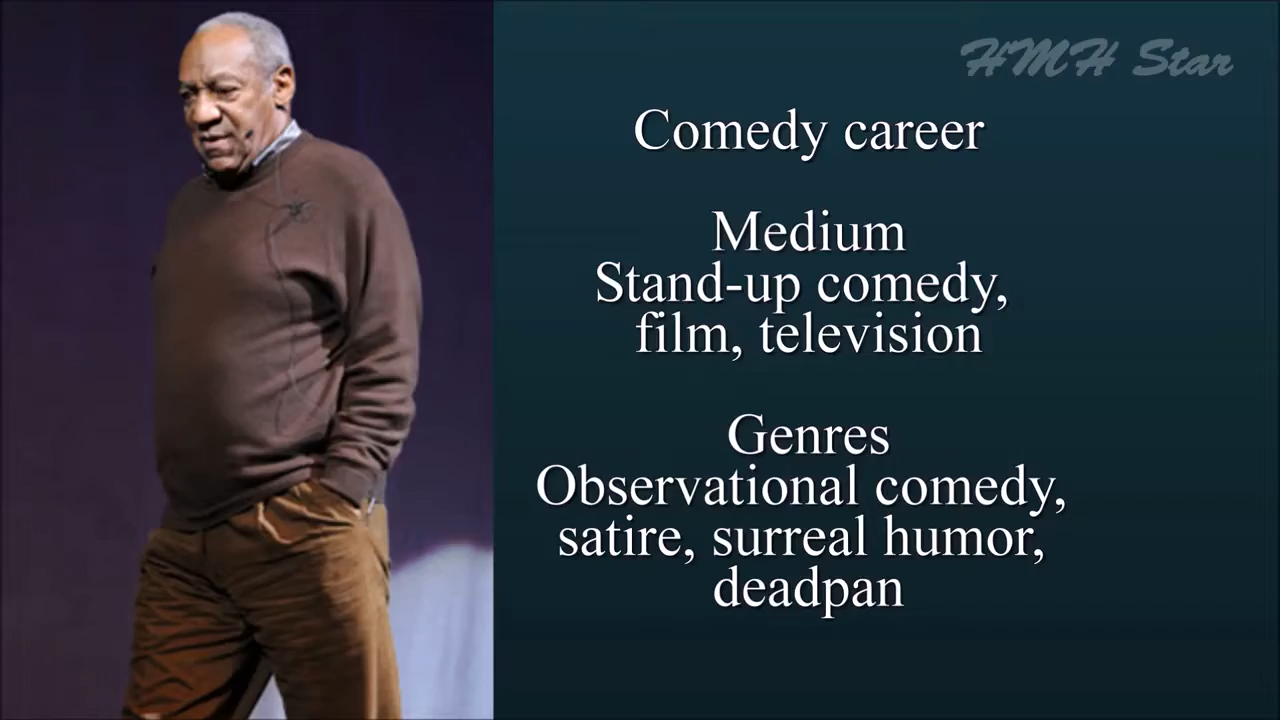 HMH Star
Comedy career
Medium
Stand-up comedy,
film, television
Genres
Observational comedy,
satire, surreal humor,
deadpan